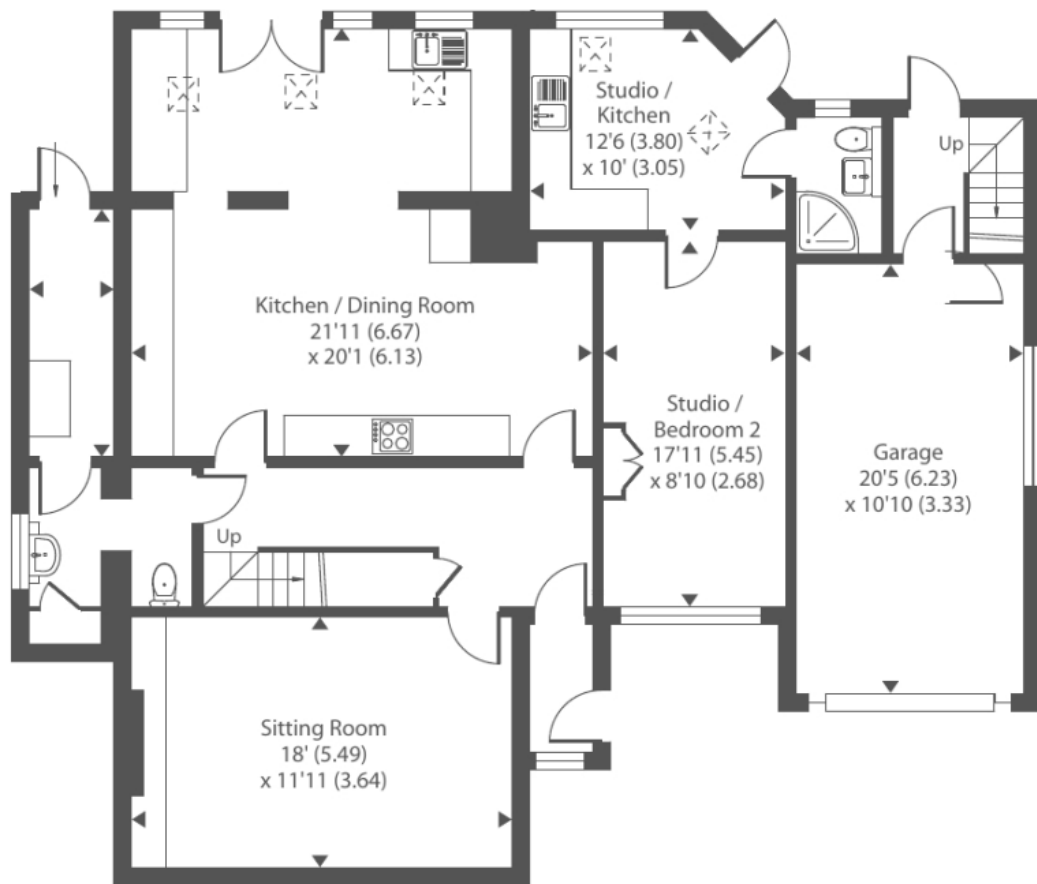 Studio /
Kitchen
12'6 (3.80)
x 10' (3.05)
Up
Kitchen / Dining Room
21'11 (6.67)
x 20'1 (6.13)
Studio /
Bedroom 2
17'11 (5.45)
x 8'10 (2.68)
Garage
20'5 (6.23)
x 10'10 (3.33)
Up
Sitting Room
18' (5.49)
x 11'11 (3.64)